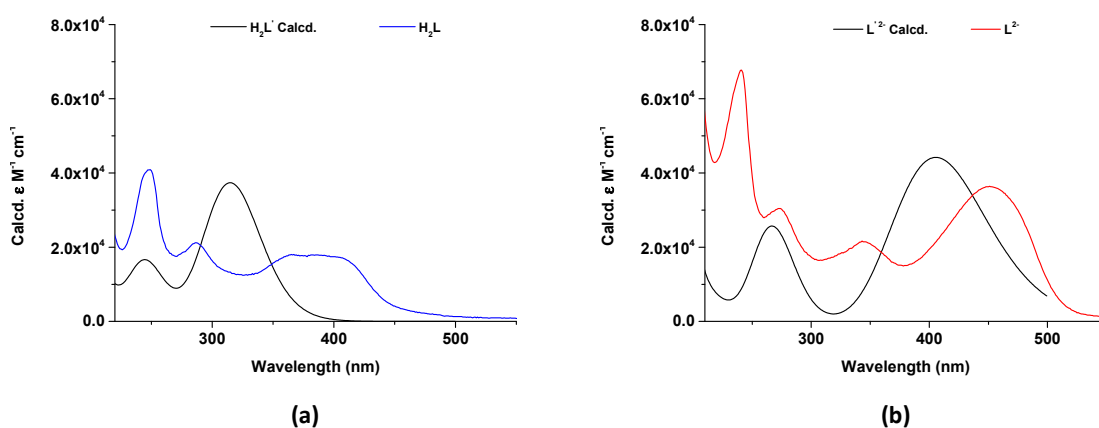 H₂L˙ Calcd. H₂L
8.0x10⁴
6.0x10⁴
4.0x10⁴
2.0x10⁴
0.0
Calcd. ε M⁻¹ cm⁻¹
300 400 500
Wavelength (nm)
(a)
L˙²⁻ Calcd. L²⁻
8.0x10⁴
6.0x10⁴
4.0x10⁴
2.0x10⁴
0.0
Calcd. ε M⁻¹ cm⁻¹
300 400 500
Wavelength (nm)
(b)